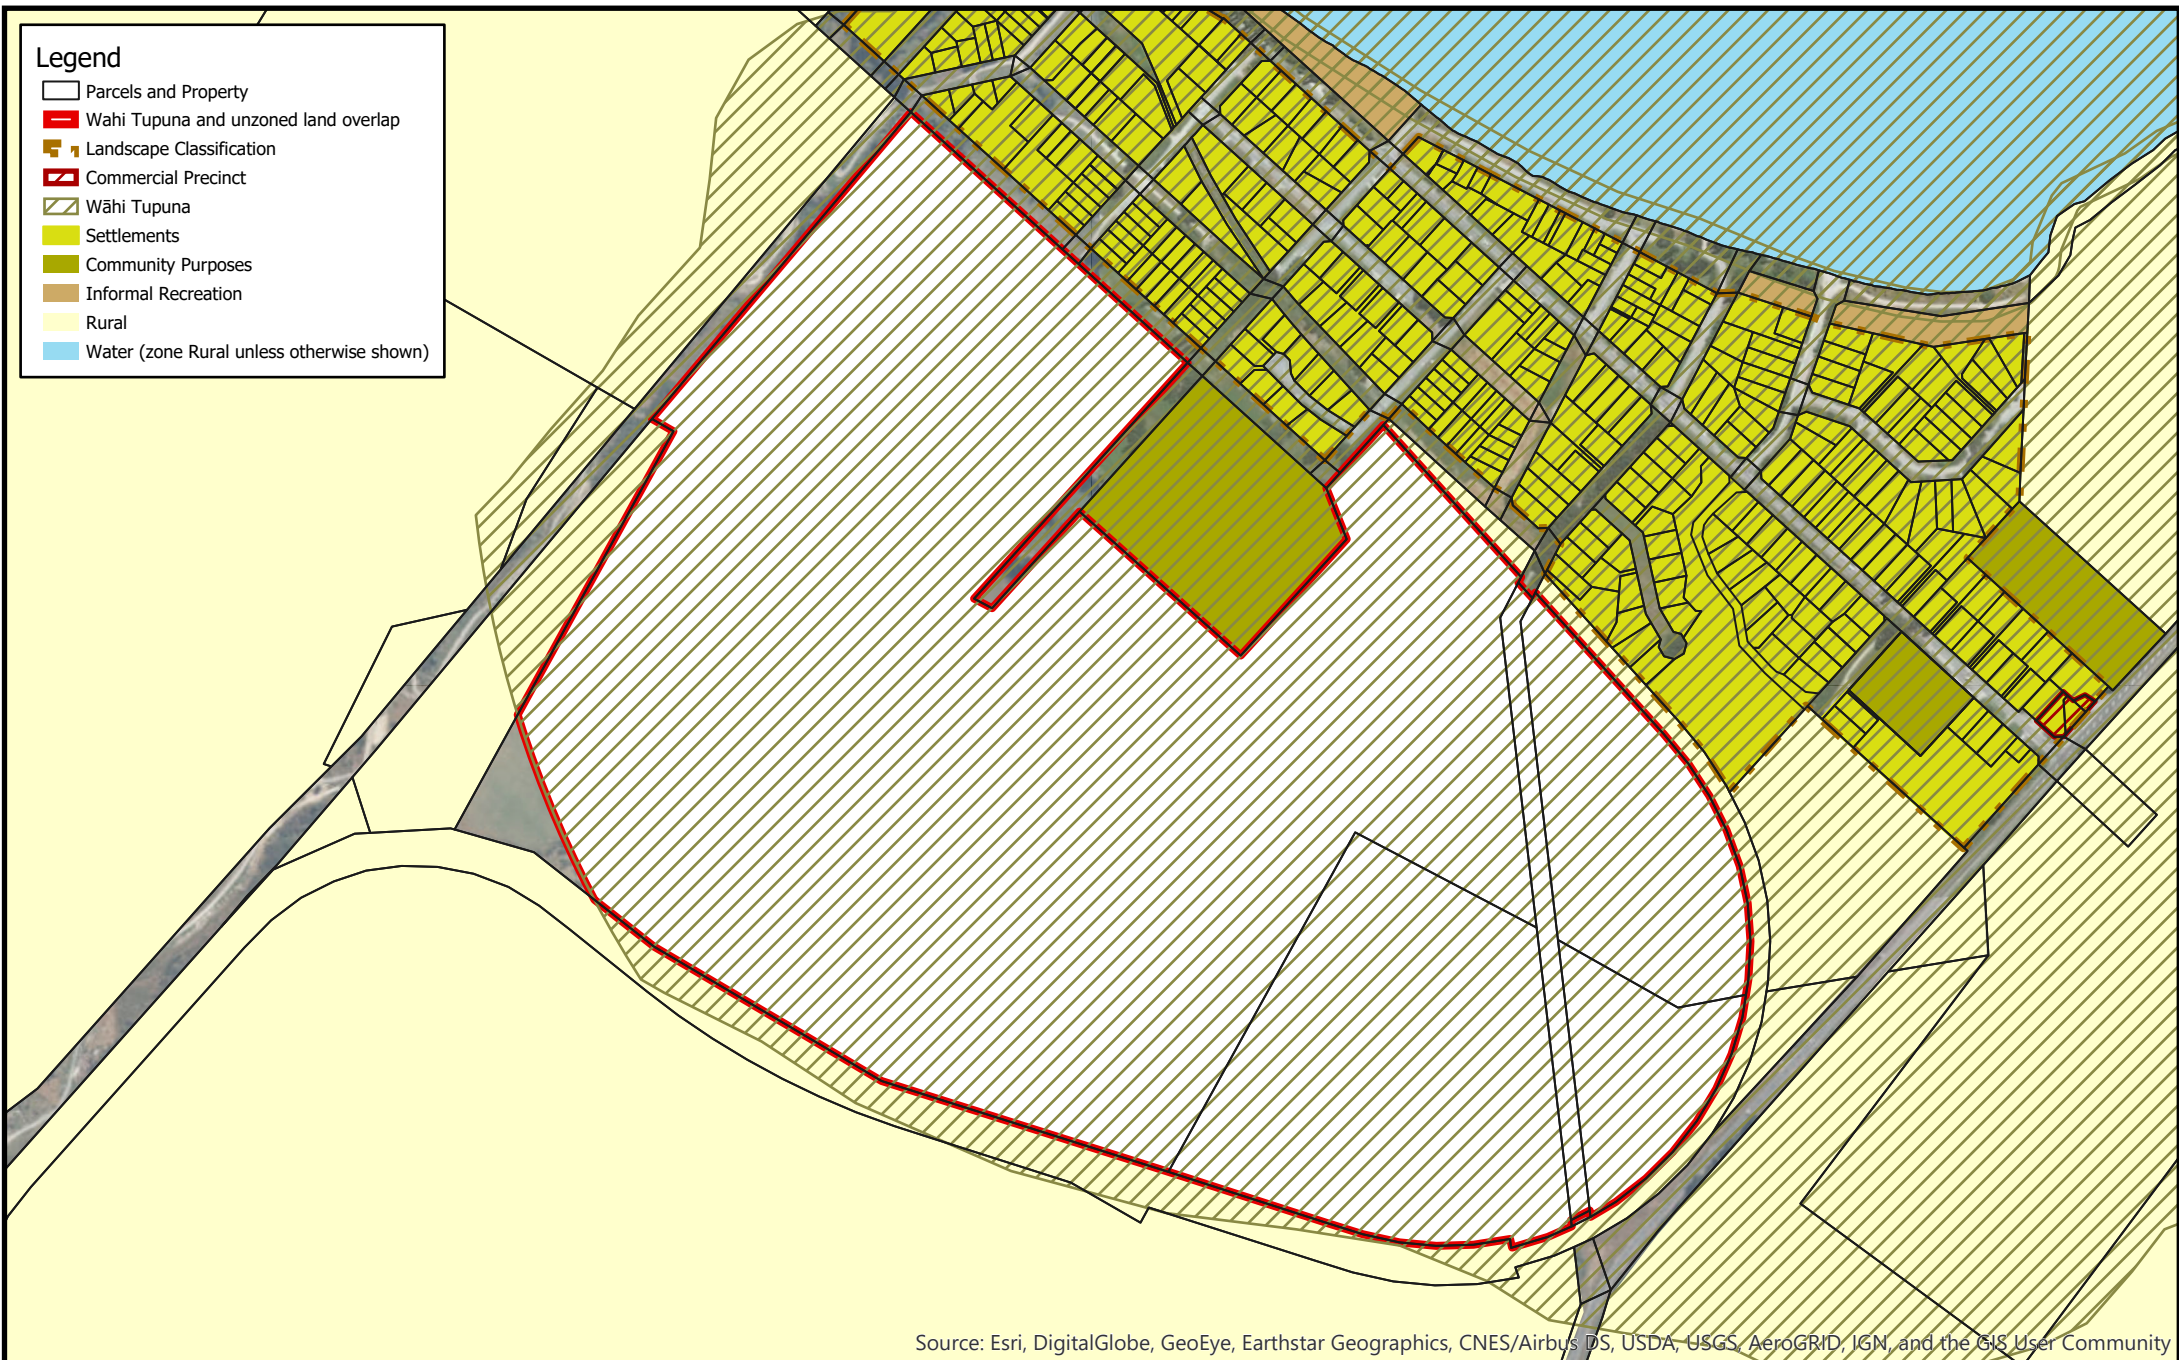 Legend
Parcels and Property
Wahi Tupuna and unzoned land overlap
Landscape Classification
Commercial Precinct
Wāhi Tupuna
Settlements
Community Purposes
Informal Recreation
Rural
Water (zone Rural unless otherwise shown)
Source: Esri, DigitalGlobe, GeoEye, Earthstar Geographics, CNES/Airbus DS, USDA, USGS, AeroGRID, IGN, and the GIS User Community